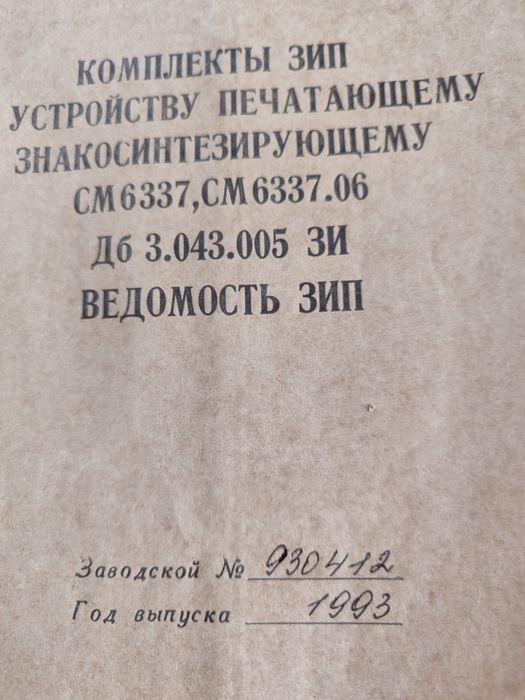 КОМПЛЕКТЫ ЗИП
УСТРОЙСТВУ ПЕЧАТАЮЩЕМУ
ЗНАКОСИНТЕЗИРУЮЩЕМУ
СМ6337,СМ6337.06
Дб 3.043.005 ЗИ
ВЕДОМОСТЬ ЗИП
Заводской № 930412
Год выпуска 1993